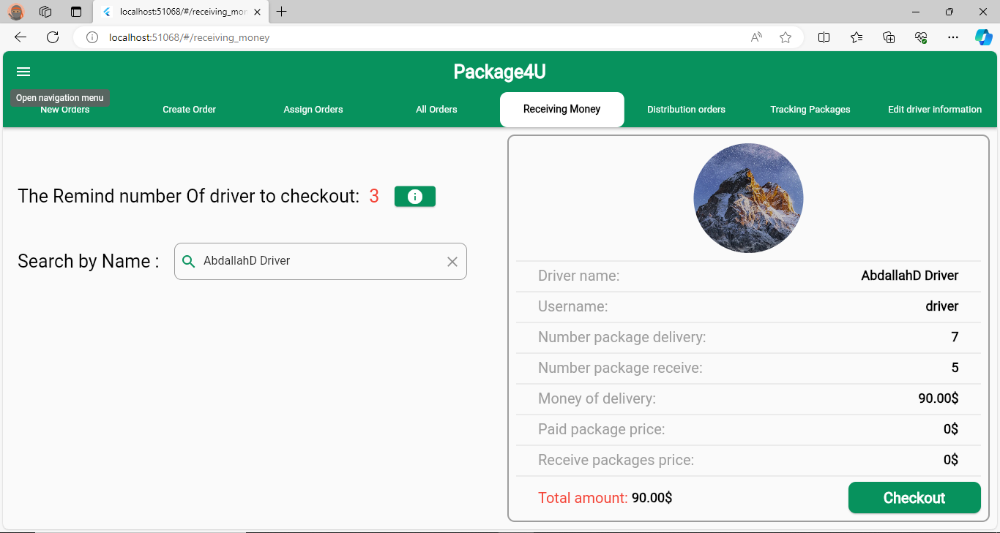 localhost:51068/#/receiving_mon
localhost:51068/#/receiving_money
Package4U
Open navigation menu
New Orders
Create Order
Assign Orders
All Orders
Receiving Money
Distribution orders
Tracking Packages
Edit driver information
The Remind number Of driver to checkout: 3
Search by Name :
AbdallahD Driver
Driver name: AbdallahD Driver
Username: driver
Number package delivery: 7
Number package receive: 5
Money of delivery: 90.00$
Paid package price: 0$
Receive packages price: 0$
Total amount: 90.00$
Checkout